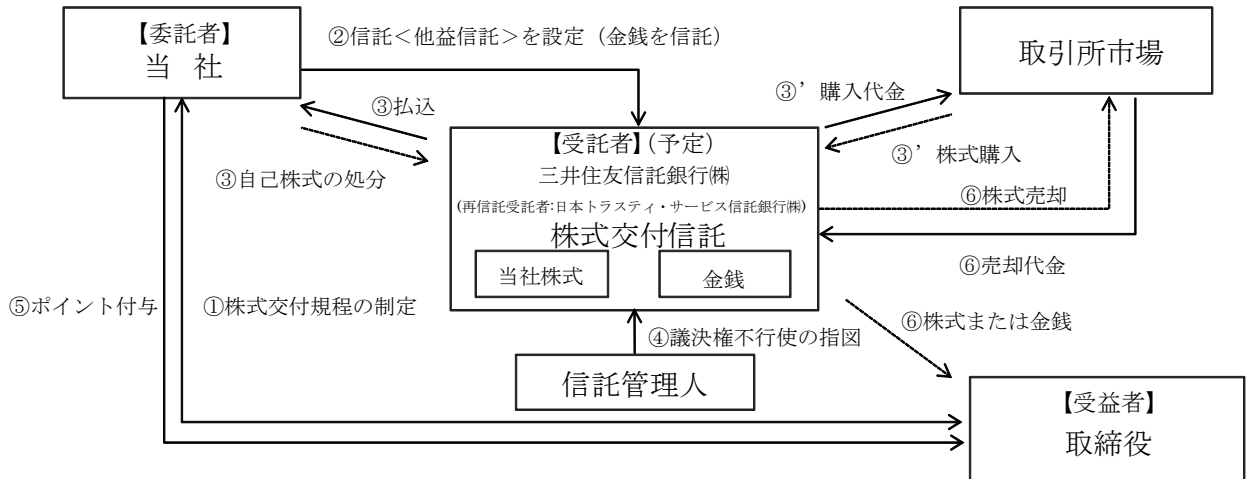 【委託者】
当 社
②信託＜他益信託＞を設定（金銭を信託）
取引所市場
③払込
③’購入代金
③自己株式の処分
【受託者】(予定)
三井住友信託銀行㈱
(再信託受託者:日本トラスティ・サービス信託銀行㈱)
株式交付信託
当社株式
金銭
③’株式購入
⑥株式売却
⑥売却代金
⑤ポイント付与
①株式交付規程の制定
④議決権不行使の指図
⑥株式または金銭
信託管理人
【受益者】
取締役